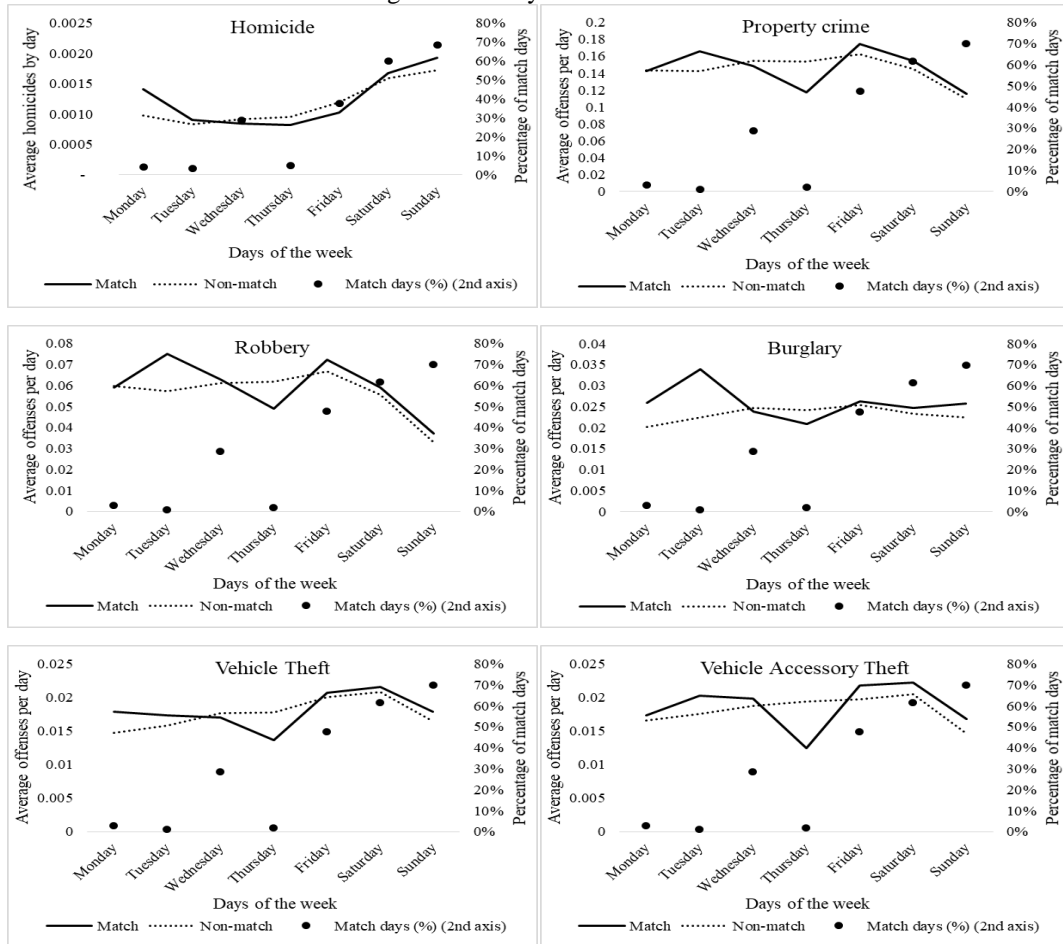 Homicide
Average homicides by day
0.0025
0.0020
0.0015
0.0010
0.0005
-
80%
70%
60%
50%
40%
30%
20%
10%
0%
Percentage of match days
Monday
Tuesday
Wednesday
Thursday
Friday
Saturday
Sunday
Days of the week
Match Non-match Match days (%) (2nd axis)
Property crime
Average offenses per day
0.2
0.18
0.16
0.14
0.12
0.1
0.08
0.06
0.04
0.02
0
80%
70%
60%
50%
40%
30%
20%
10%
0%
Percentage of match days
Monday
Tuesday
Wednesday
Thursday
Friday
Saturday
Sunday
Days of the week
Match Non-match Match days (%) (2nd axis)
Robbery
Average offenses per day
0.08
0.07
0.06
0.05
0.04
0.03
0.02
0.01
0
80%
70%
60%
50%
40%
30%
20%
10%
0%
Percentage of match days
Monday
Tuesday
Wednesday
Thursday
Friday
Saturday
Sunday
Days of the week
Match Non-match Match days (%) (2nd axis)
Burglary
Average offenses per day
0.04
0.035
0.03
0.025
0.02
0.015
0.01
0.005
0
80%
70%
60%
50%
40%
30%
20%
10%
0%
Percentage of match days
Monday
Tuesday
Wednesday
Thursday
Friday
Saturday
Sunday
Days of the week
Match Non-match Match days (%) (2nd axis)
Vehicle Theft
Average offenses per day
0.025
0.02
0.015
0.01
0.005
0
80%
70%
60%
50%
40%
30%
20%
10%
0%
Percentage of match days
Monday
Tuesday
Wednesday
Thursday
Friday
Saturday
Sunday
Days of the week
Match Non-match Match days (%) (2nd axis)
Vehicle Accessory Theft
Average offenses per day
0.025
0.02
0.015
0.01
0.005
0
80%
70%
60%
50%
40%
30%
20%
10%
0%
Percentage of match days
Monday
Tuesday
Wednesday
Thursday
Friday
Saturday
Sunday
Days of the week
Match Non-match Match days (%) (2nd axis)